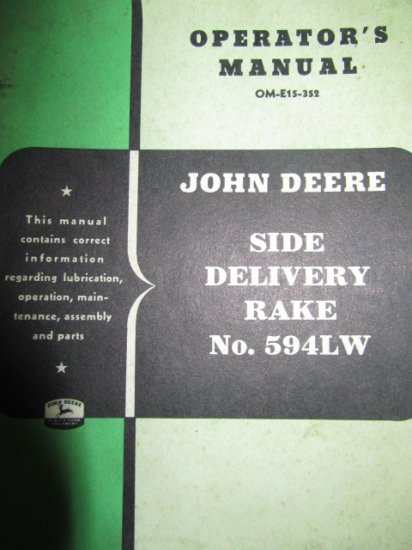 OPERATOR'S
MANUAL
OM-E15-352
JOHN DEERE
SIDE
DELIVERY
RAKE
No. 594LW
This manual
contains correct
information
regarding lubrication,
operation, main-
tenance, assembly
and parts
JOHN DEERE